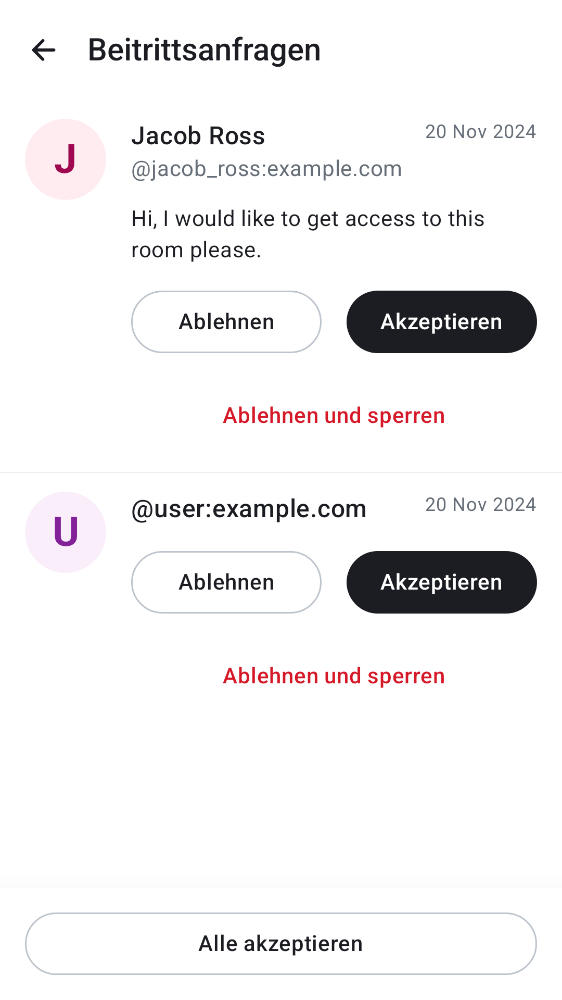 Beitrittsanfragen
J
Jacob Ross
20 Nov 2024
@jacob_ross:example.com
Hi, I would like to get access to this
room please.
Ablehnen
Akzeptieren
Ablehnen und sperren
U
@user:example.com
20 Nov 2024
Ablehnen
Akzeptieren
Ablehnen und sperren
Alle akzeptieren